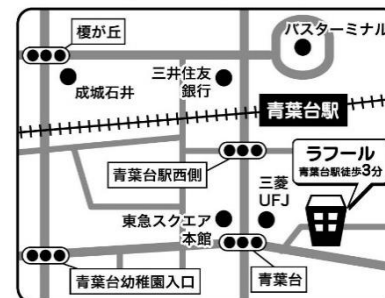 榎が丘
バスターミナル
成城石井
三井住友
銀行
青葉台駅
青葉台駅西側
ラフール
青葉台駅徒歩3分
三菱
UFJ
東急スクエア
本館
青葉台幼稚園入口
青葉台